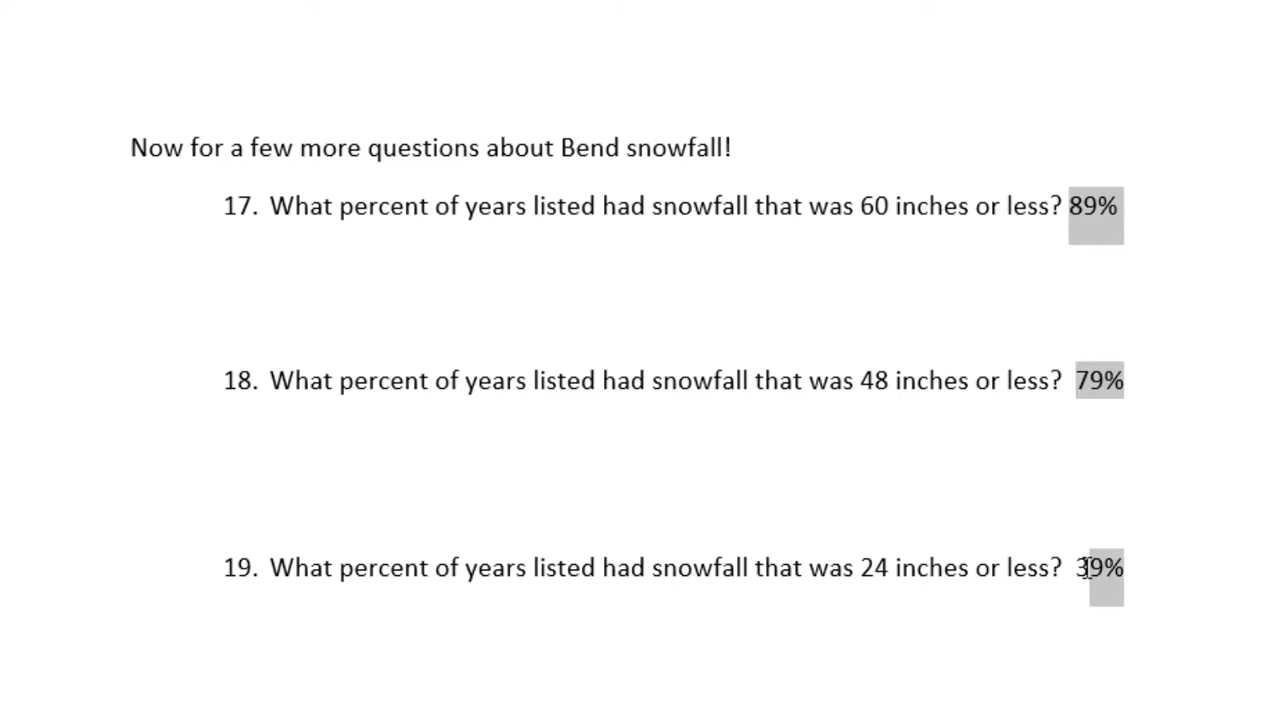 Now for a few more questions about Bend snowfall!
17. What percent of years listed had snowfall that was 60 inches or less? 89%
18. What percent of years listed had snowfall that was 48 inches or less? 79%
19. What percent of years listed had snowfall that was 24 inches or less? 39%